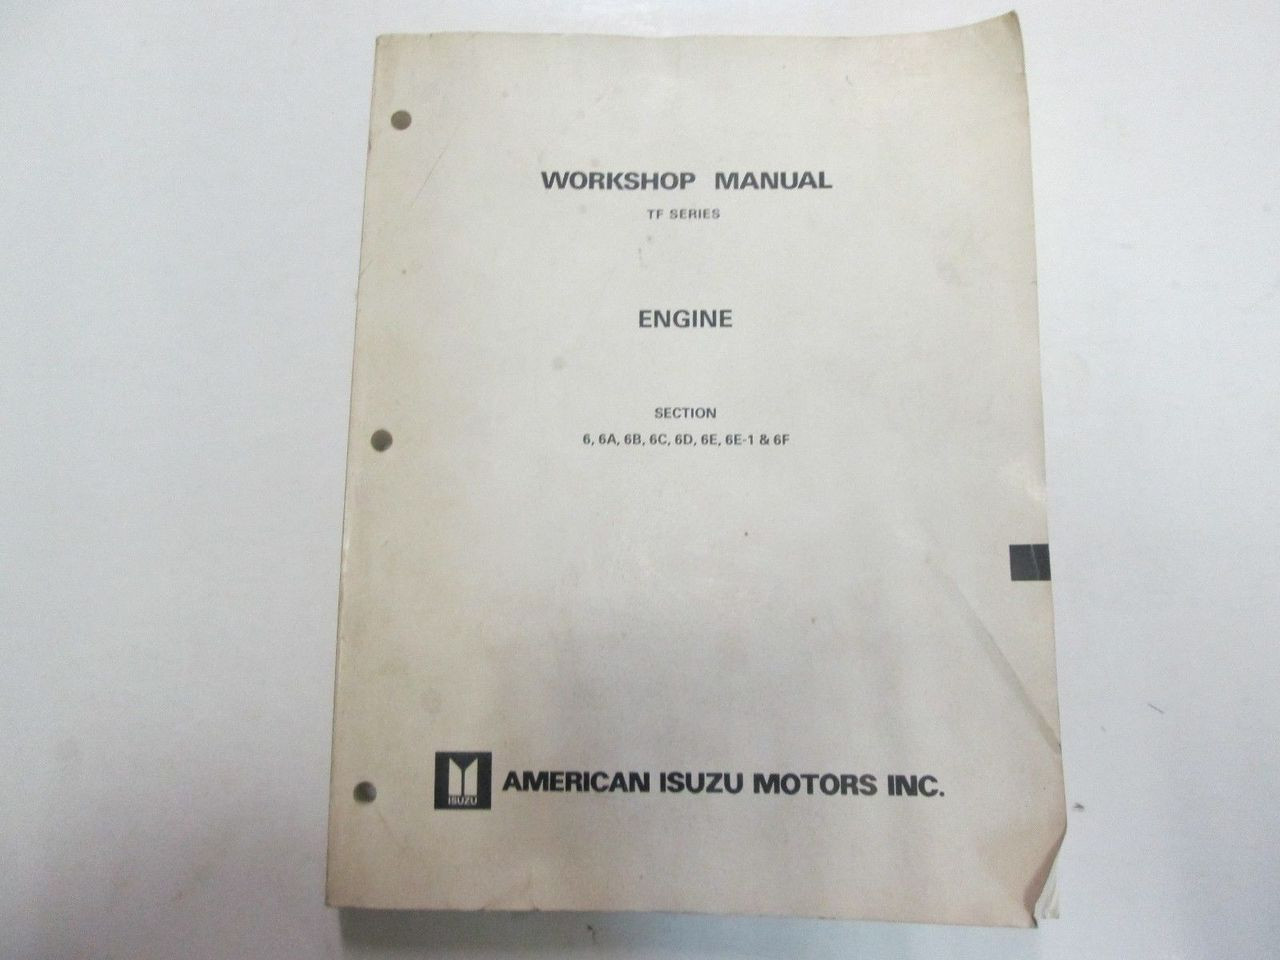 WORKSHOP MANUAL
TF SERIES
ENGINE
SECTION
6, 6A, 6B, 6C, 6D, 6E, 6E-1 & 6F
ISUZU
AMERICAN ISUZU MOTORS INC.